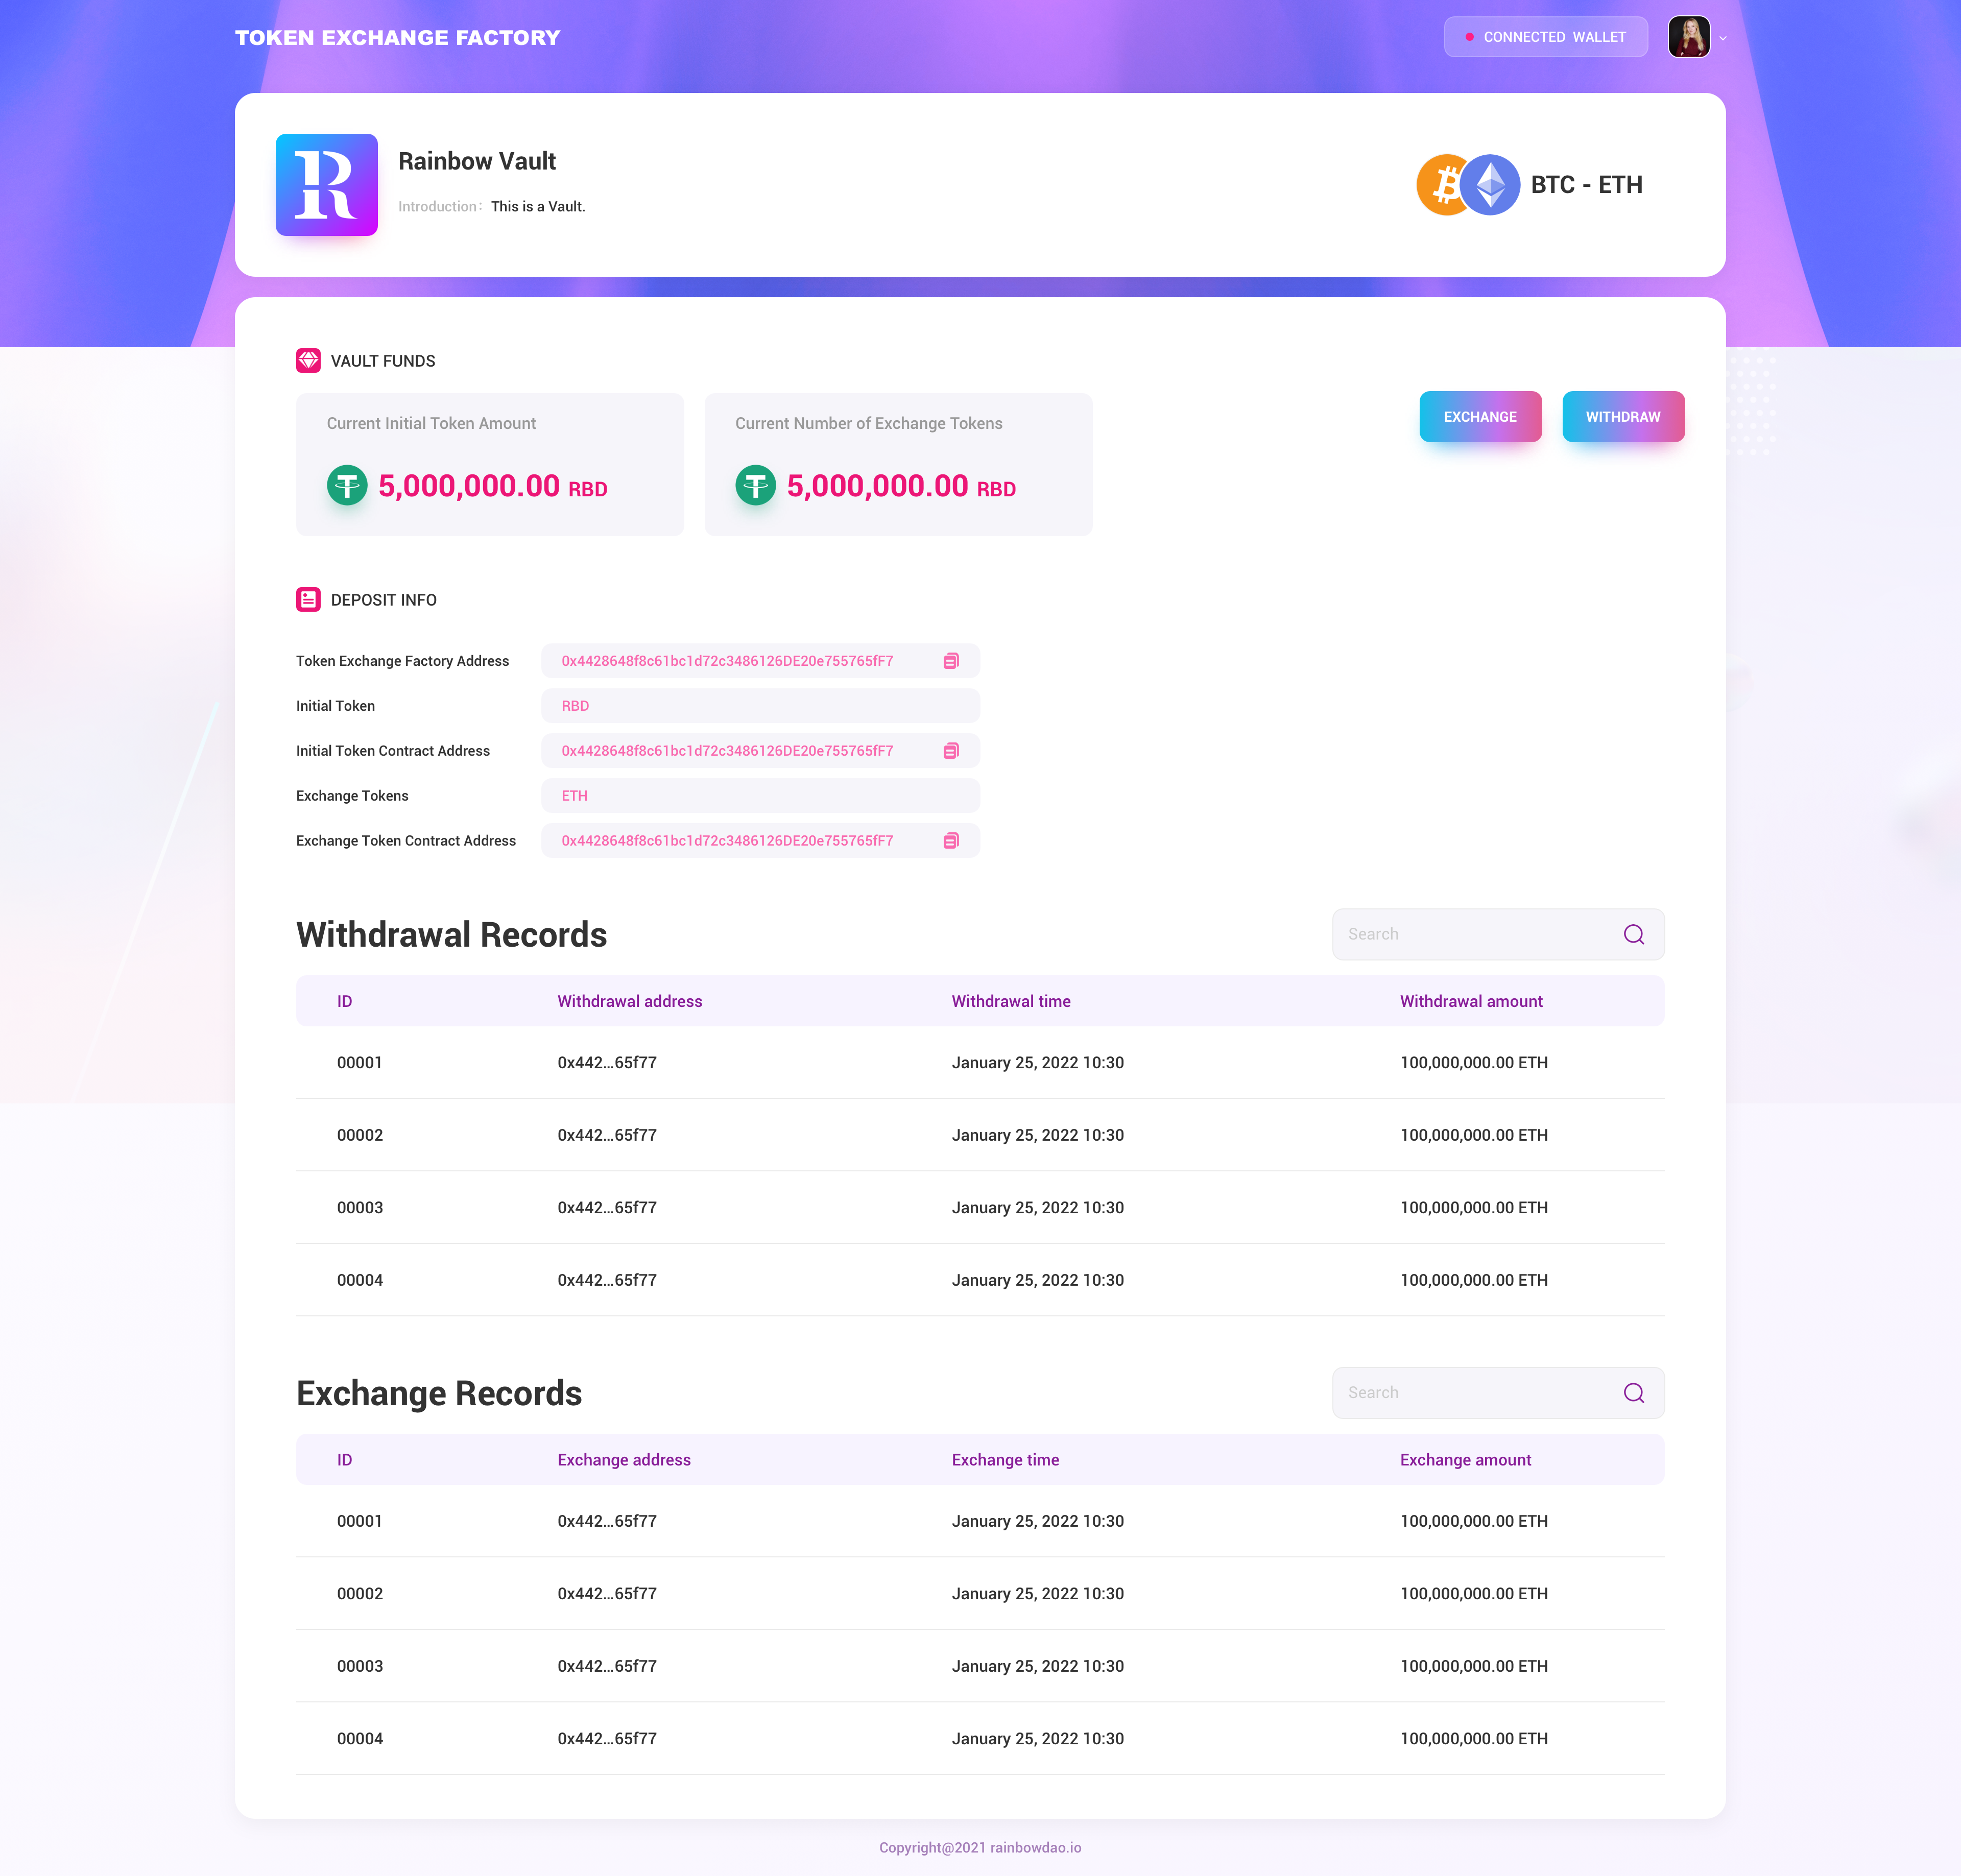 TOKEN EXCHANGE FACTORY
CONNECTED WALLET
R
Rainbow Vault
Introduction: This is a Vault.
BTC - ETH
VAULT FUNDS
Current Initial Token Amount
5,000,000.00 RBD
Current Number of Exchange Tokens
5,000,000.00 RBD
EXCHANGE
WITHDRAW
DEPOSIT INFO
Token Exchange Factory Address 0x4428648f8c61bc1d72c3486126DE20e755765fF7
Initial Token RBD
Initial Token Contract Address 0x4428648f8c61bc1d72c3486126DE20e755765fF7
Exchange Tokens ETH
Exchange Token Contract Address 0x4428648f8c61bc1d72c3486126DE20e755765fF7
Withdrawal Records
Search
ID Withdrawal address Withdrawal time Withdrawal amount
00001 0x442...65f77 January 25, 2022 10:30 100,000,000.00 ETH
00002 0x442...65f77 January 25, 2022 10:30 100,000,000.00 ETH
00003 0x442...65f77 January 25, 2022 10:30 100,000,000.00 ETH
00004 0x442...65f77 January 25, 2022 10:30 100,000,000.00 ETH
Exchange Records
Search
ID Exchange address Exchange time Exchange amount
00001 0x442...65f77 January 25, 2022 10:30 100,000,000.00 ETH
00002 0x442...65f77 January 25, 2022 10:30 100,000,000.00 ETH
00003 0x442...65f77 January 25, 2022 10:30 100,000,000.00 ETH
00004 0x442...65f77 January 25, 2022 10:30 100,000,000.00 ETH
Copyright@2021 rainbowdao.io